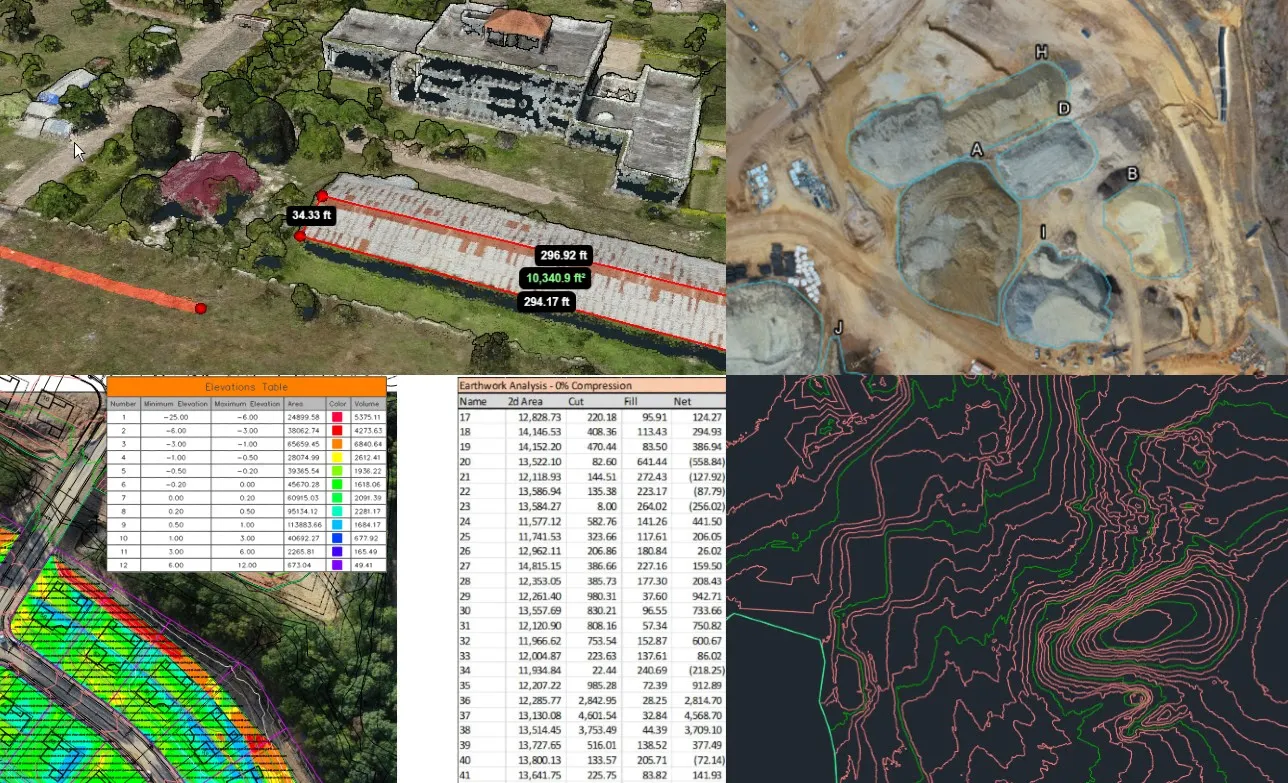 34.33 ft
296.92 ft
10,340.9 ft²
294.17 ft
H
D
A
B
I
J
Elevations Table
Number Minimum Elevation Maximum Elevation Area Color Volume
1 -25.00 -6.00 24899.58 5375.11
2 -6.00 -3.00 38062.74 4273.63
3 -3.00 -1.00 65659.45 6840.64
4 -1.00 -0.50 28074.99 2612.41
5 -0.50 -0.20 39365.54 1936.22
6 -0.20 0.00 45670.28 1618.06
7 0.00 0.20 60915.03 2091.39
8 0.20 0.50 95134.12 2281.17
9 0.50 1.00 113883.66 1684.17
10 1.00 3.00 40692.27 677.92
11 3.00 6.00 2265.81 165.49
12 6.00 12.00 673.04 49.41
Earthwork Analysis - 0% Compression
Name 2d Area Cut Fill Net
17 12,828.73 220.18 95.91 124.27
18 14,146.53 408.36 113.43 294.93
19 14,152.20 470.44 83.50 386.94
20 13,522.10 82.60 641.44 (558.84)
21 12,118.93 144.51 272.43 (127.92)
22 13,586.94 135.38 223.17 (87.79)
23 13,584.27 8.00 264.02 (256.02)
24 11,577.12 582.76 141.26 441.50
25 11,741.53 323.66 117.61 206.05
26 12,962.11 206.86 180.84 26.02
27 14,815.15 386.66 227.16 159.50
28 12,353.05 385.73 177.30 208.43
29 12,261.40 980.31 37.60 942.71
30 13,557.69 830.21 96.55 733.66
31 12,120.90 808.16 57.34 750.82
32 11,966.62 753.54 152.87 600.67
33 12,004.87 223.63 137.61 86.02
34 11,934.84 22.44 240.69 (218.25)
35 12,207.22 985.28 72.39 912.89
36 12,285.77 2,842.95 28.25 2,814.70
37 13,130.08 4,601.54 32.84 4,568.70
38 13,514.45 3,753.49 44.39 3,709.10
39 13,727.65 516.01 138.52 377.49
40 13,800.13 133.57 205.71 (72.14)
41 13,641.75 225.75 83.82 141.93